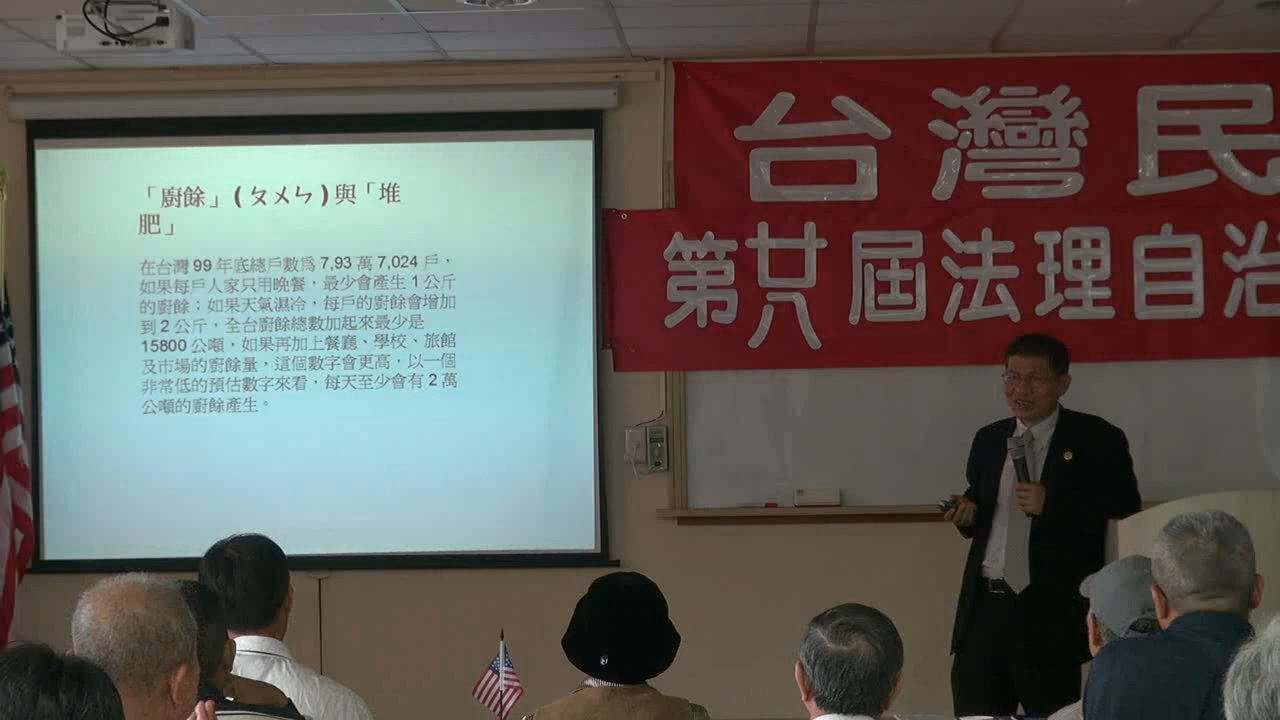 「廚餘」(ㄆㄨㄣ)與「堆
肥」
在台灣 99 年底總戶數為 7,93 萬 7,024 戶，
如果每戶人家只用晚餐，最少會產生 1 公斤
的廚餘；如果天氣濕冷，每戶的廚餘會增加
到 2 公斤，全台廚餘總數加起來最少是
15800 公噸，如果再加上餐廳、學校、旅館
及市場的廚餘量，這個數字會更高，以一個
非常低的預估數字來看，每天至少會有 2 萬
公噸的廚餘產生。
台灣民
第廿八屆法理自治